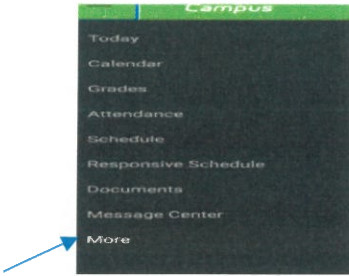 Campus
Today
Calendar
Grades
Attendance
Schedule
Responsive Schedule
Documents
Message Center
More